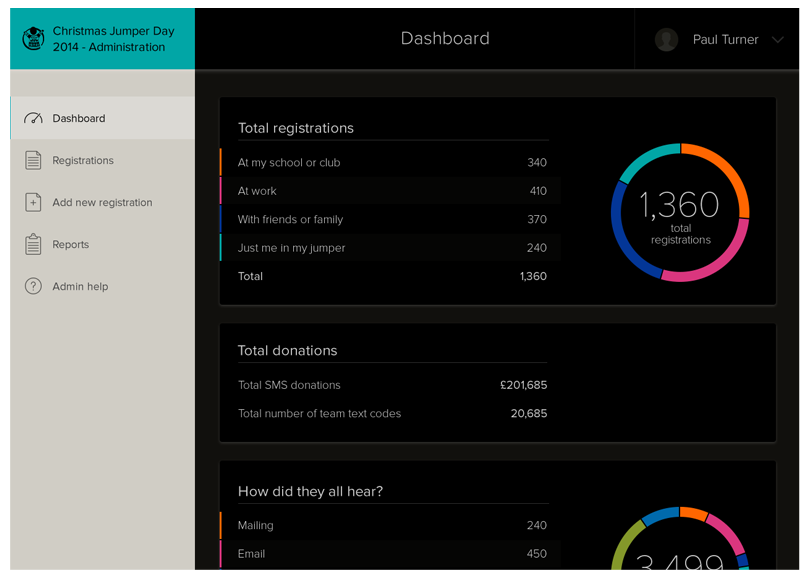 Christmas Jumper Day
2014 - Administration
Dashboard
Paul Turner
Dashboard
Registrations
Add new registration
Reports
Admin help
Total registrations
At my school or club 340
At work 410
With friends or family 370
Just me in my jumper 240
Total 1,360
1,360
total
registrations
Total donations
Total SMS donations £201,685
Total number of team text codes 20,685
How did they all hear?
Mailing 240
Email 450
3,499